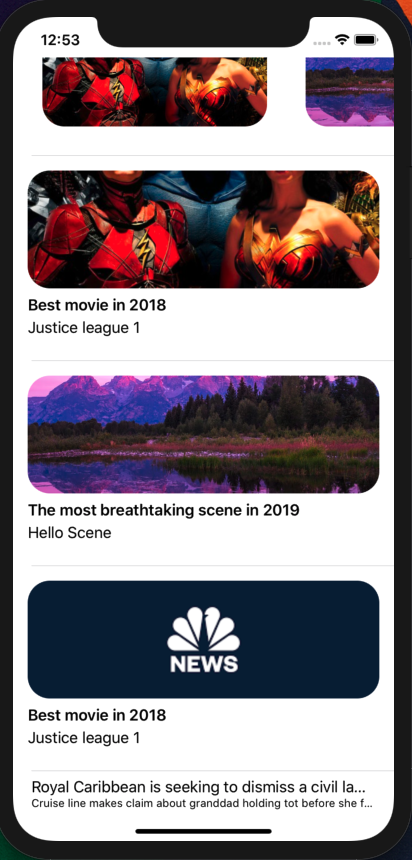 12:53
Best movie in 2018
Justice league 1
The most breathtaking scene in 2019
Hello Scene
NEWS
Best movie in 2018
Justice league 1
Royal Caribbean is seeking to dismiss a civil la...
Cruise line makes claim about granddad holding tot before she f...